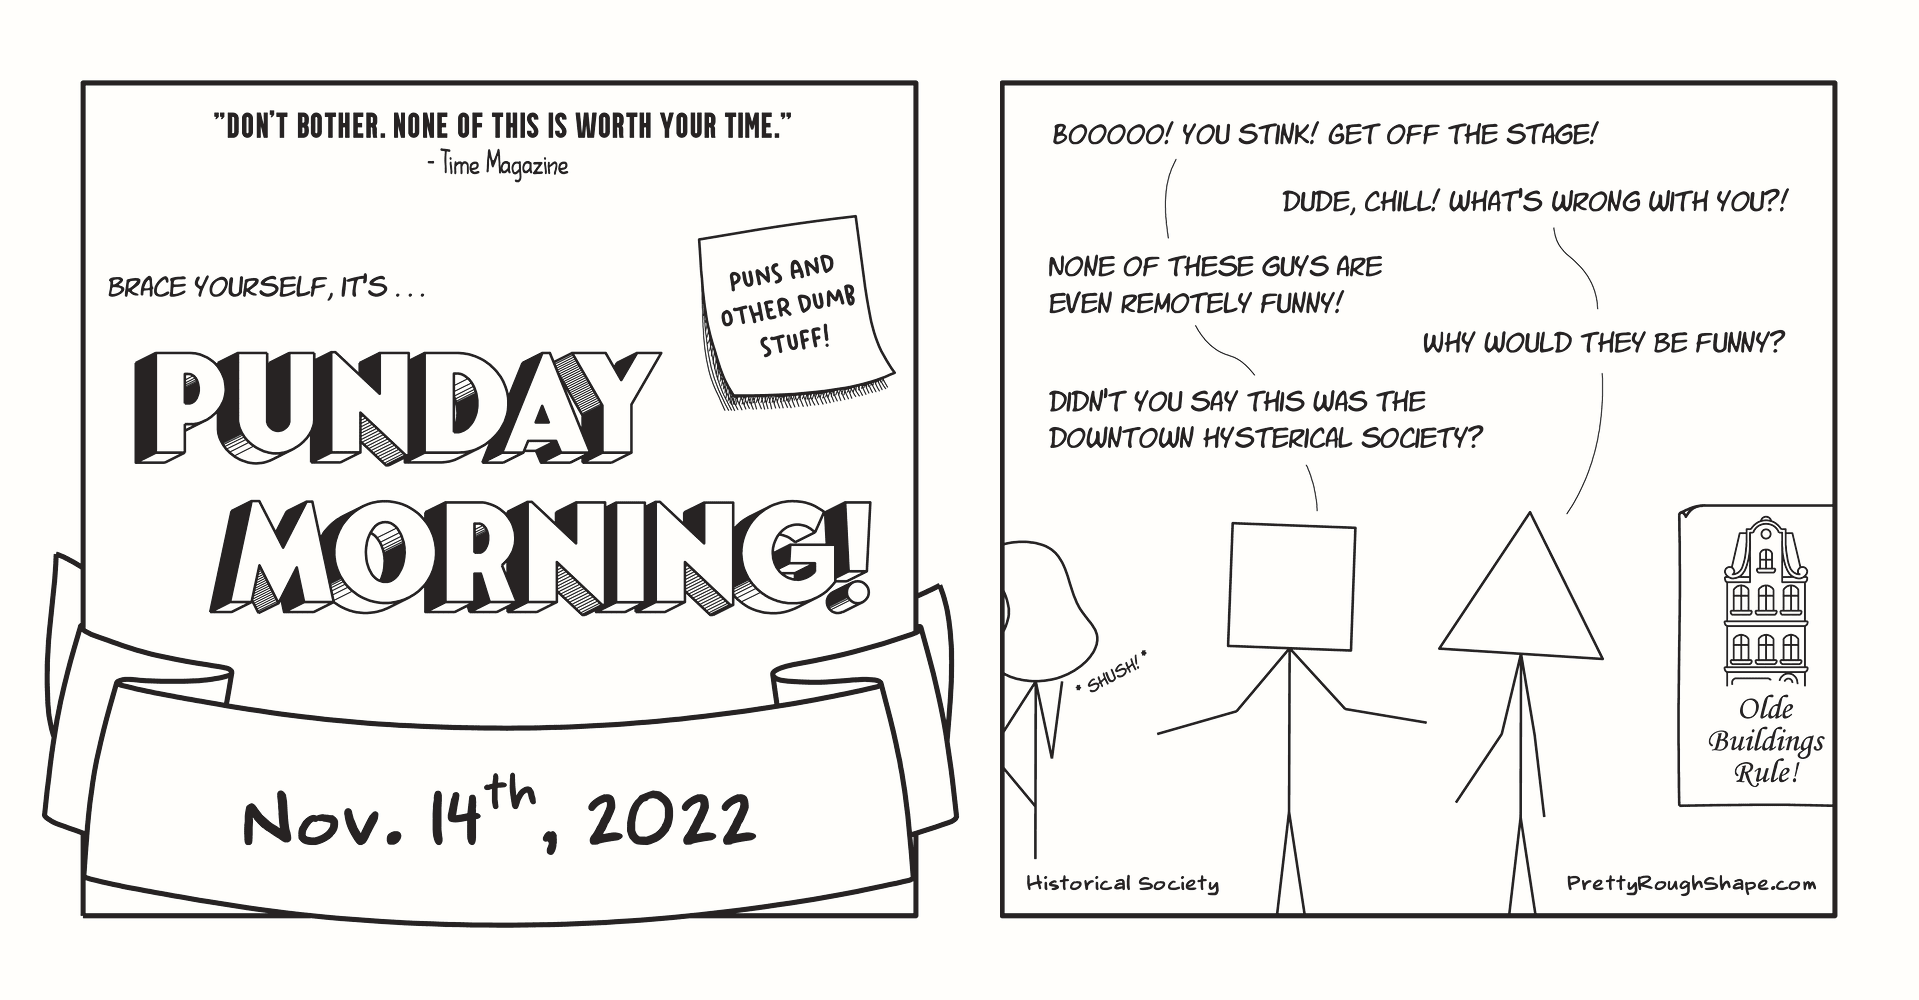 "DON'T BOTHER. NONE OF THIS IS WORTH YOUR TIME."
- Time Magazine
BRACE YOURSELF, IT'S . . .
PUNS AND
OTHER DUMB
STUFF!
PUNDAY
MORNING!
Nov. 14th, 2022
BOOOOO! YOU STINK! GET OFF THE STAGE!
DUDE, CHILL! WHAT'S WRONG WITH YOU?!
NONE OF THESE GUYS ARE
EVEN REMOTELY FUNNY!
WHY WOULD THEY BE FUNNY?
DIDN'T YOU SAY THIS WAS THE
DOWNTOWN HYSTERICAL SOCIETY?
* SHUSH! *
Olde
Buildings
Rule!
Historical Society
PrettyRoughShape.com